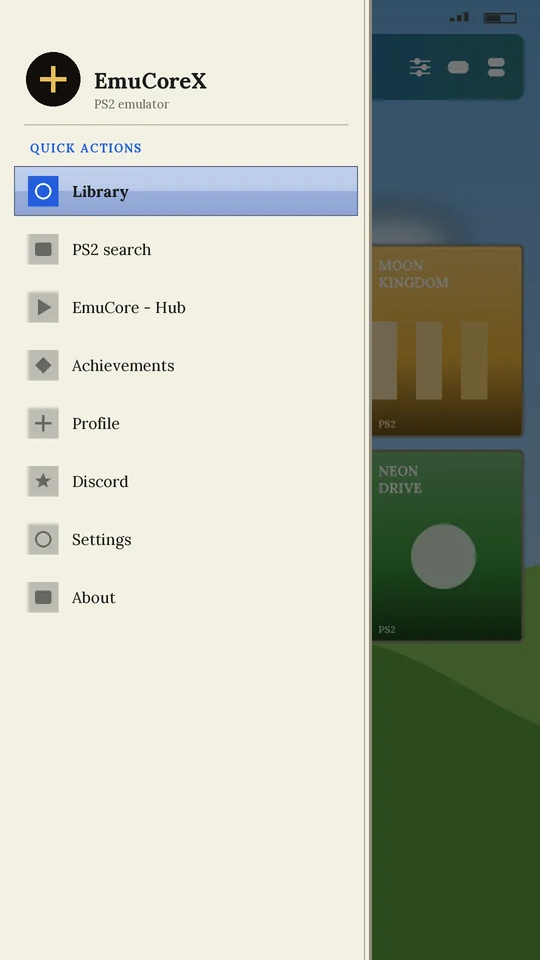 EmuCoreX
PS2 emulator
QUICK ACTIONS
Library
PS2 search
EmuCore - Hub
Achievements
Profile
Discord
Settings
About
MOON
KINGDOM
PS2
NEON
DRIVE
PS2